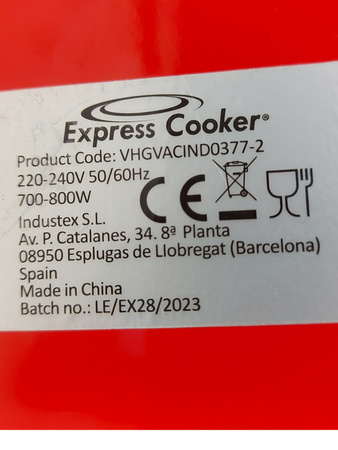 Express Cooker®
Product Code: VHGVACIND0377-2
220-240V 50/60Hz
700-800W
Industex S.L.
Av. P. Catalanes, 34. 8ª Planta
08950 Esplugas de Llobregat (Barcelona)
Spain
Made in China
Batch no.: LE/EX28/2023